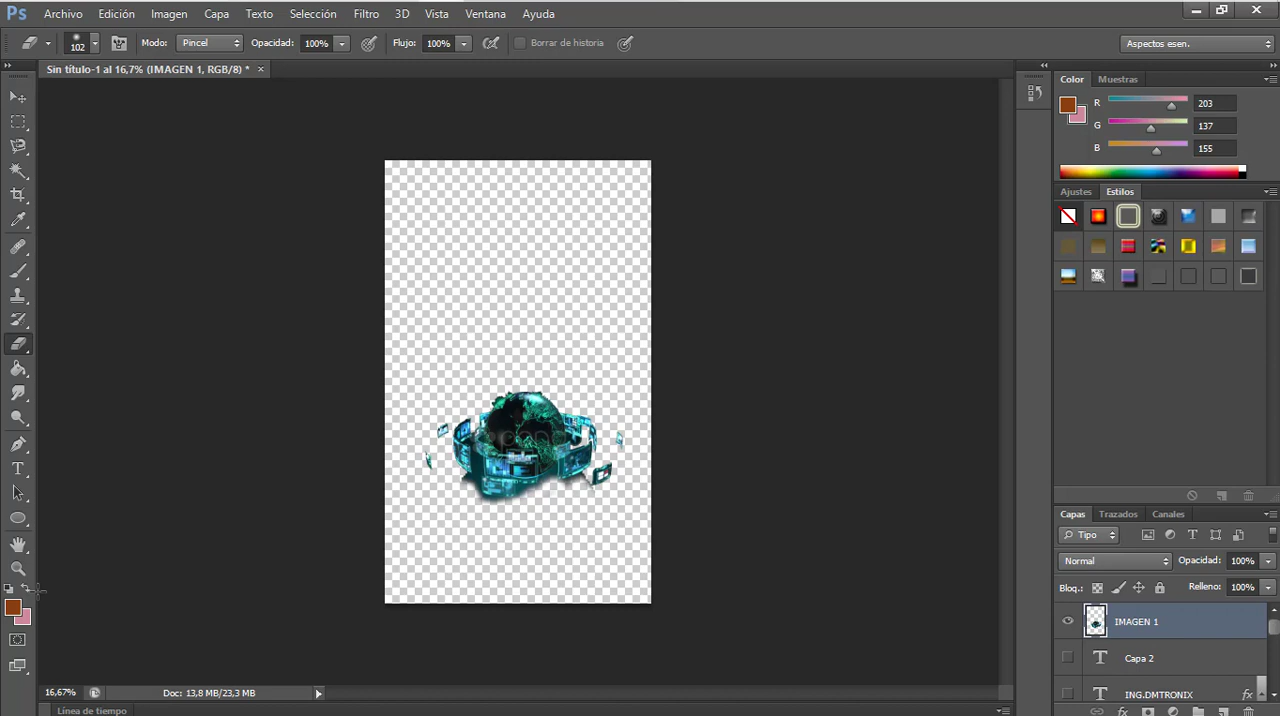 Ps Archivo Edición Imagen Capa Texto Selección Filtro 3D Vista Ventana Ayuda
102 Modo: Pincel Opacidad: 100% Flujo: 100% Borrar de historia Aspectos esen.
Sin título-1 al 16,7% (IMAGEN 1, RGB/8) *
Color Muestras
R 203
G 137
B 155
Ajustes Estilos
Capas Trazados Canales
Tipo
Normal Opacidad: 100%
Bloq.: Relleno: 100%
IMAGEN 1
T Capa 2
T ING.DMTRONIX fx
16,67% Doc: 13,8 MB/23,3 MB
Línea de tiempo
fx